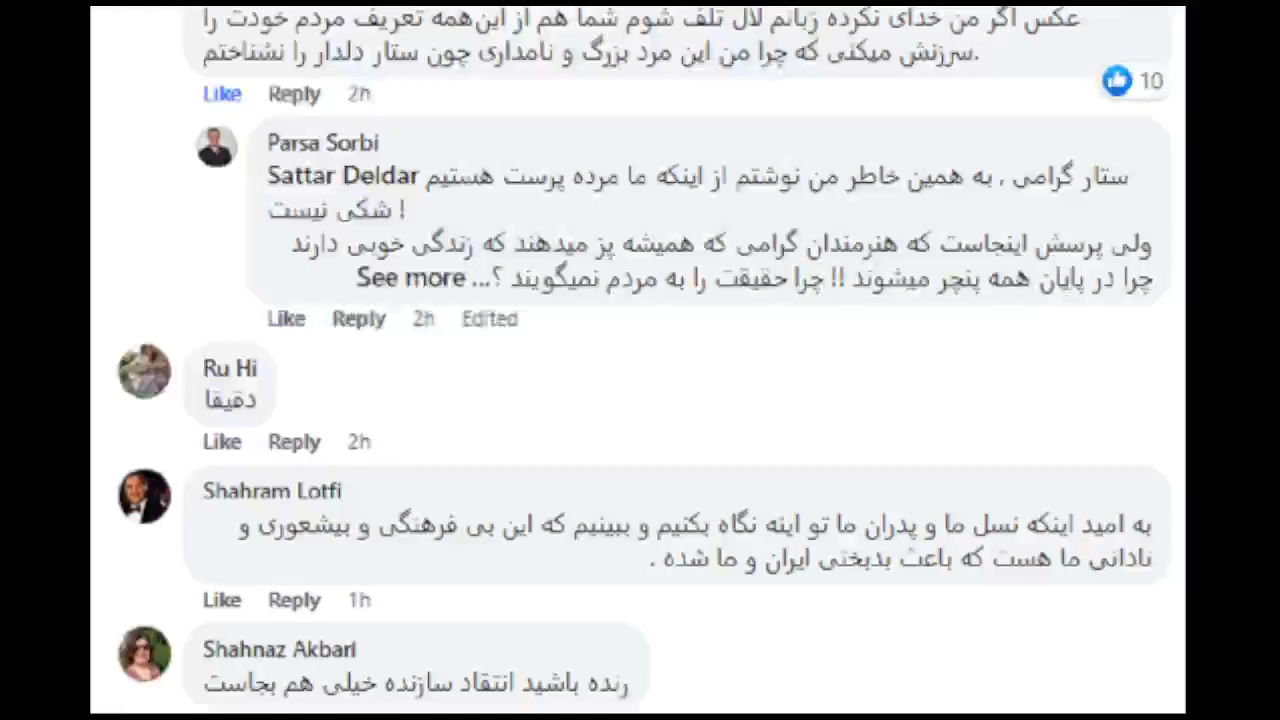 عکس اگر من خدای نکرده زبانم لال تلف شوم شما هم از این‌همه تعریف مردم خودت را
سرزنش میکنی که چرا من این مرد بزرگ و نامداری چون ستار دلدار را نشناختم.
Like Reply 2h
10
Parsa Sorbi
Sattar Deldar ستار گرامی . به همین خاطر من نوشتم از اینکه ما مرده پرست هستیم
شکی نیست !
ولی پرسش اینجاست که هنرمندان گرامی که همیشه پز میدهند که زندگی خوبی دارند
چرا در پایان همه پنچر میشوند !! چرا حقیقت را به مردم نمیگویند ؟... See more
Like Reply 2h Edited
Ru Hi
دقیقا
Like Reply 2h
Shahram Lotfi
به امید اینکه نسل ما و پدران ما تو اینه نگاه بکنیم و ببینیم که این بی فرهنگی و بیشعوری و
نادانی ما هست که باعث بدبختی ایران و ما شده .
Like Reply 1h
Shahnaz Akbari
زنده باشید انتقاد سازنده خیلی هم بجاست